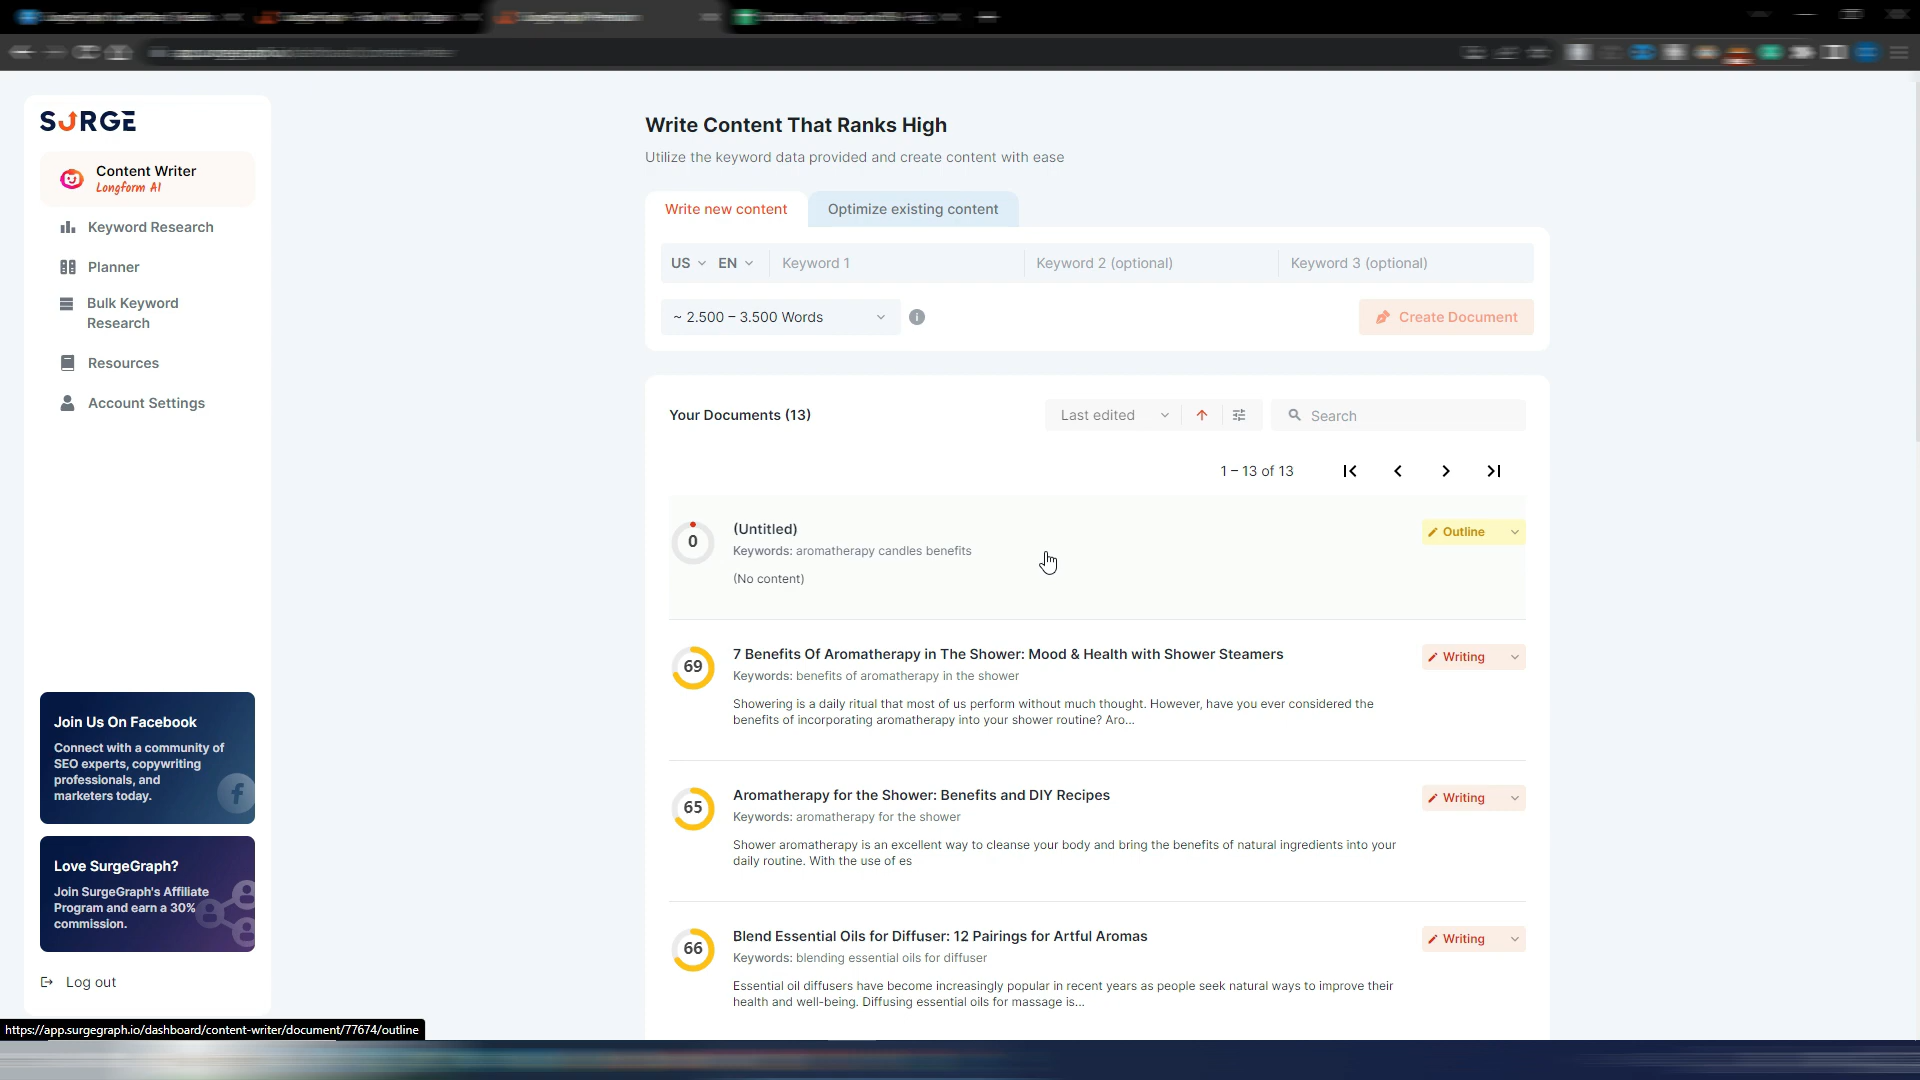 SURGE
Content Writer
Longform AI
Keyword Research
Planner
Bulk Keyword
Research
Resources
Account Settings
Join Us On Facebook
Connect with a community of
SEO experts, copywriting
professionals, and
marketers today.
Love SurgeGraph?
Join SurgeGraph's Affiliate
Program and earn a 30%
commission.
Log out
https://app.surgegraph.io/dashboard/content-writer/document/77674/outline
Write Content That Ranks High
Utilize the keyword data provided and create content with ease
Write new content
Optimize existing content
US EN Keyword 1 Keyword 2 (optional) Keyword 3 (optional)
~ 2.500 – 3.500 Words
Create Document
Your Documents (13)
Last edited
Search
1 – 13 of 13
0
(Untitled)
Outline
Keywords: aromatherapy candles benefits
(No content)
69
7 Benefits Of Aromatherapy in The Shower: Mood & Health with Shower Steamers
Writing
Keywords: benefits of aromatherapy in the shower
Showering is a daily ritual that most of us perform without much thought. However, have you ever considered the
benefits of incorporating aromatherapy into your shower routine? Aro...
65
Aromatherapy for the Shower: Benefits and DIY Recipes
Writing
Keywords: aromatherapy for the shower
Shower aromatherapy is an excellent way to cleanse your body and bring the benefits of natural ingredients into your
daily routine. With the use of es
66
Blend Essential Oils for Diffuser: 12 Pairings for Artful Aromas
Writing
Keywords: blending essential oils for diffuser
Essential oil diffusers have become increasingly popular in recent years as people seek natural ways to improve their
health and well-being. Diffusing essential oils for massage is...